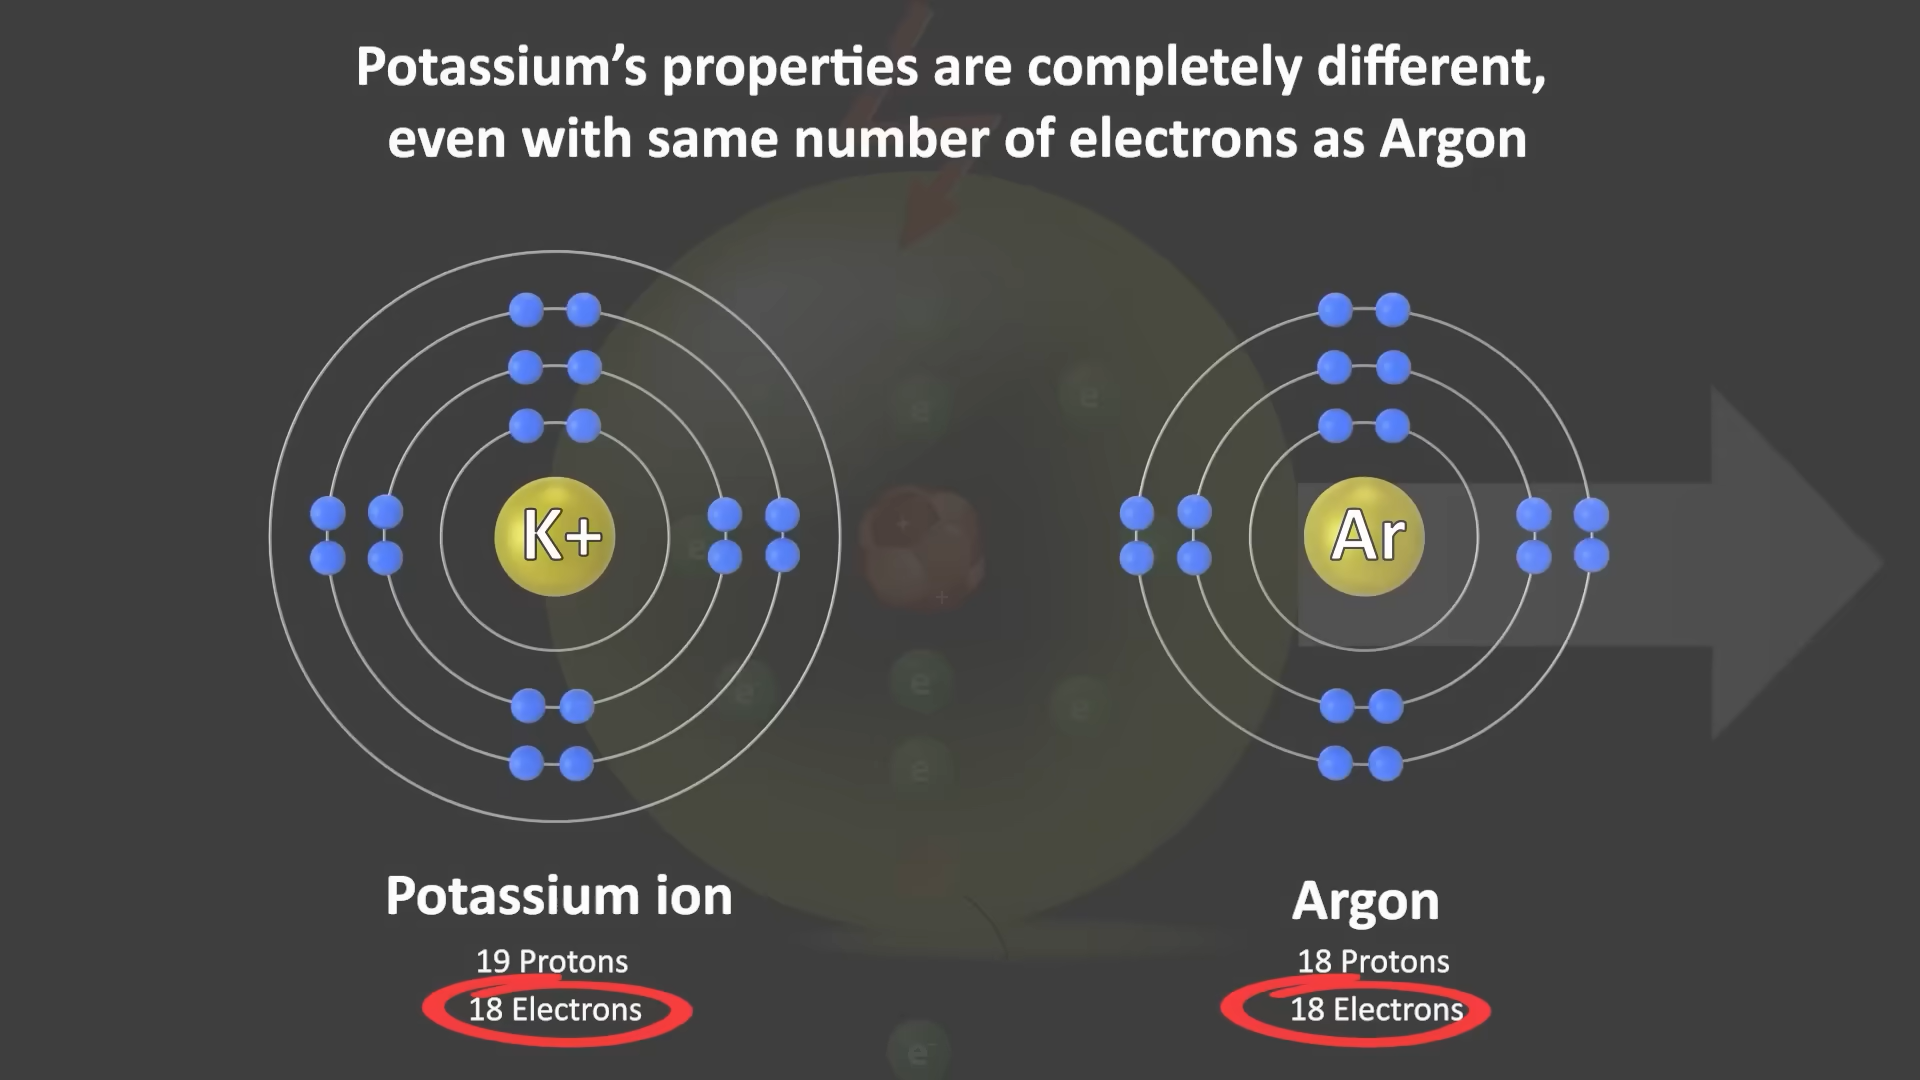 Potassium’s properties are completely different,
even with same number of electrons as Argon
K+
Ar
Potassium ion
19 Protons
18 Electrons
Argon
18 Protons
18 Electrons
e
e
e
e
e
e
e
e⁻
+
+